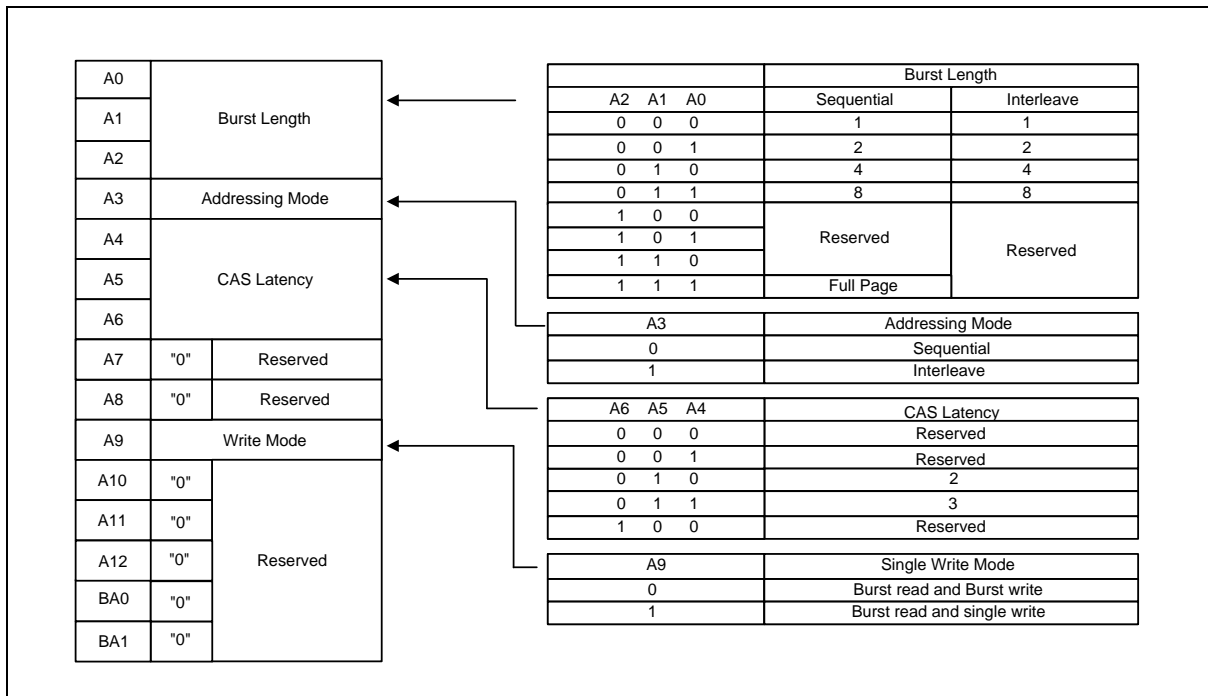 A0
A1 Burst Length
A2
A3 Addressing Mode
A4
A5 CAS Latency
A6
A7 "0" Reserved
A8 "0" Reserved
A9 Write Mode
A10 "0"
A11 "0"
A12 "0" Reserved
BA0 "0"
BA1 "0"
Burst Length
A2 A1 A0 Sequential Interleave
0 0 0 1 1
0 0 1 2 2
0 1 0 4 4
0 1 1 8 8
1 0 0
1 0 1 Reserved
Reserved
1 1 0
1 1 1 Full Page
A3 Addressing Mode
0 Sequential
1 Interleave
A6 A5 A4 CAS Latency
0 0 0 Reserved
0 0 1 Reserved
0 1 0 2
0 1 1 3
1 0 0 Reserved
A9 Single Write Mode
0 Burst read and Burst write
1 Burst read and single write